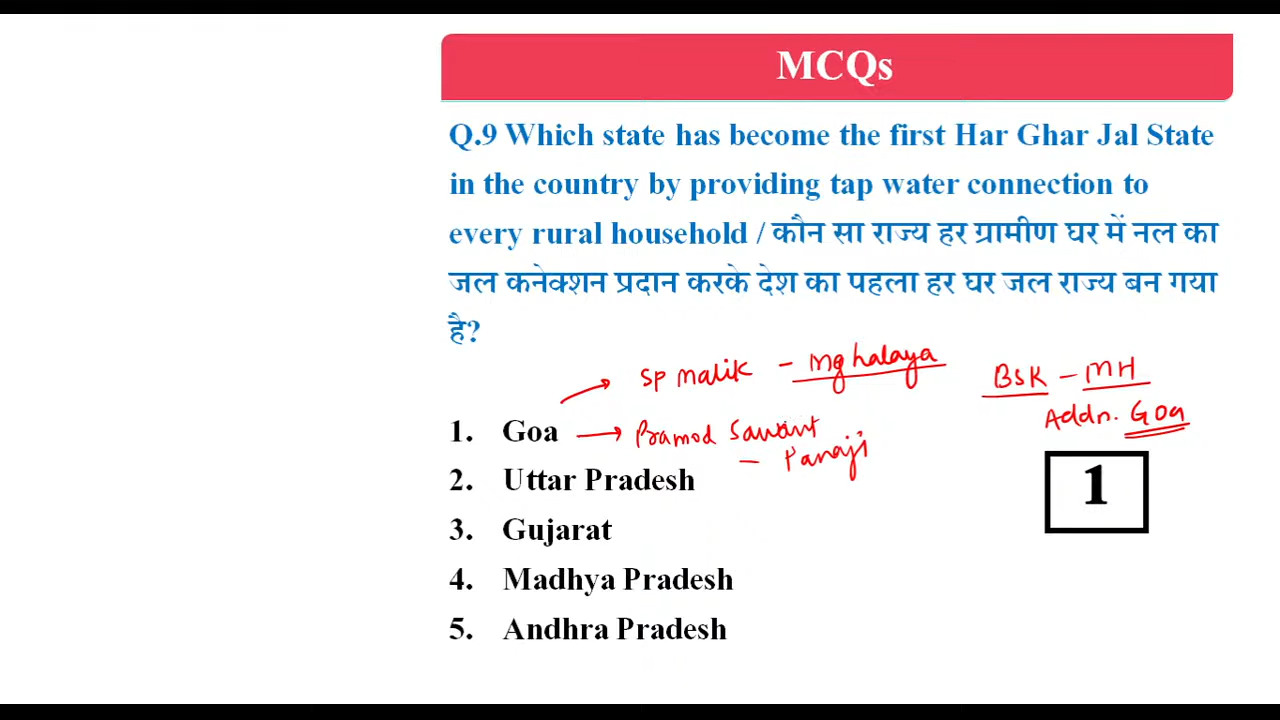 MCQs
Q.9 Which state has become the first Har Ghar Jal State
in the country by providing tap water connection to
every rural household / कौन सा राज्य हर ग्रामीण घर में नल का
जल कनेक्शन प्रदान करके देश का पहला हर घर जल राज्य बन गया
है?
SP Malik - Mghalaya
BSK - MH
Addn. Goa
1. Goa → Pramod Sawant
- Panaji
1
2. Uttar Pradesh
3. Gujarat
4. Madhya Pradesh
5. Andhra Pradesh